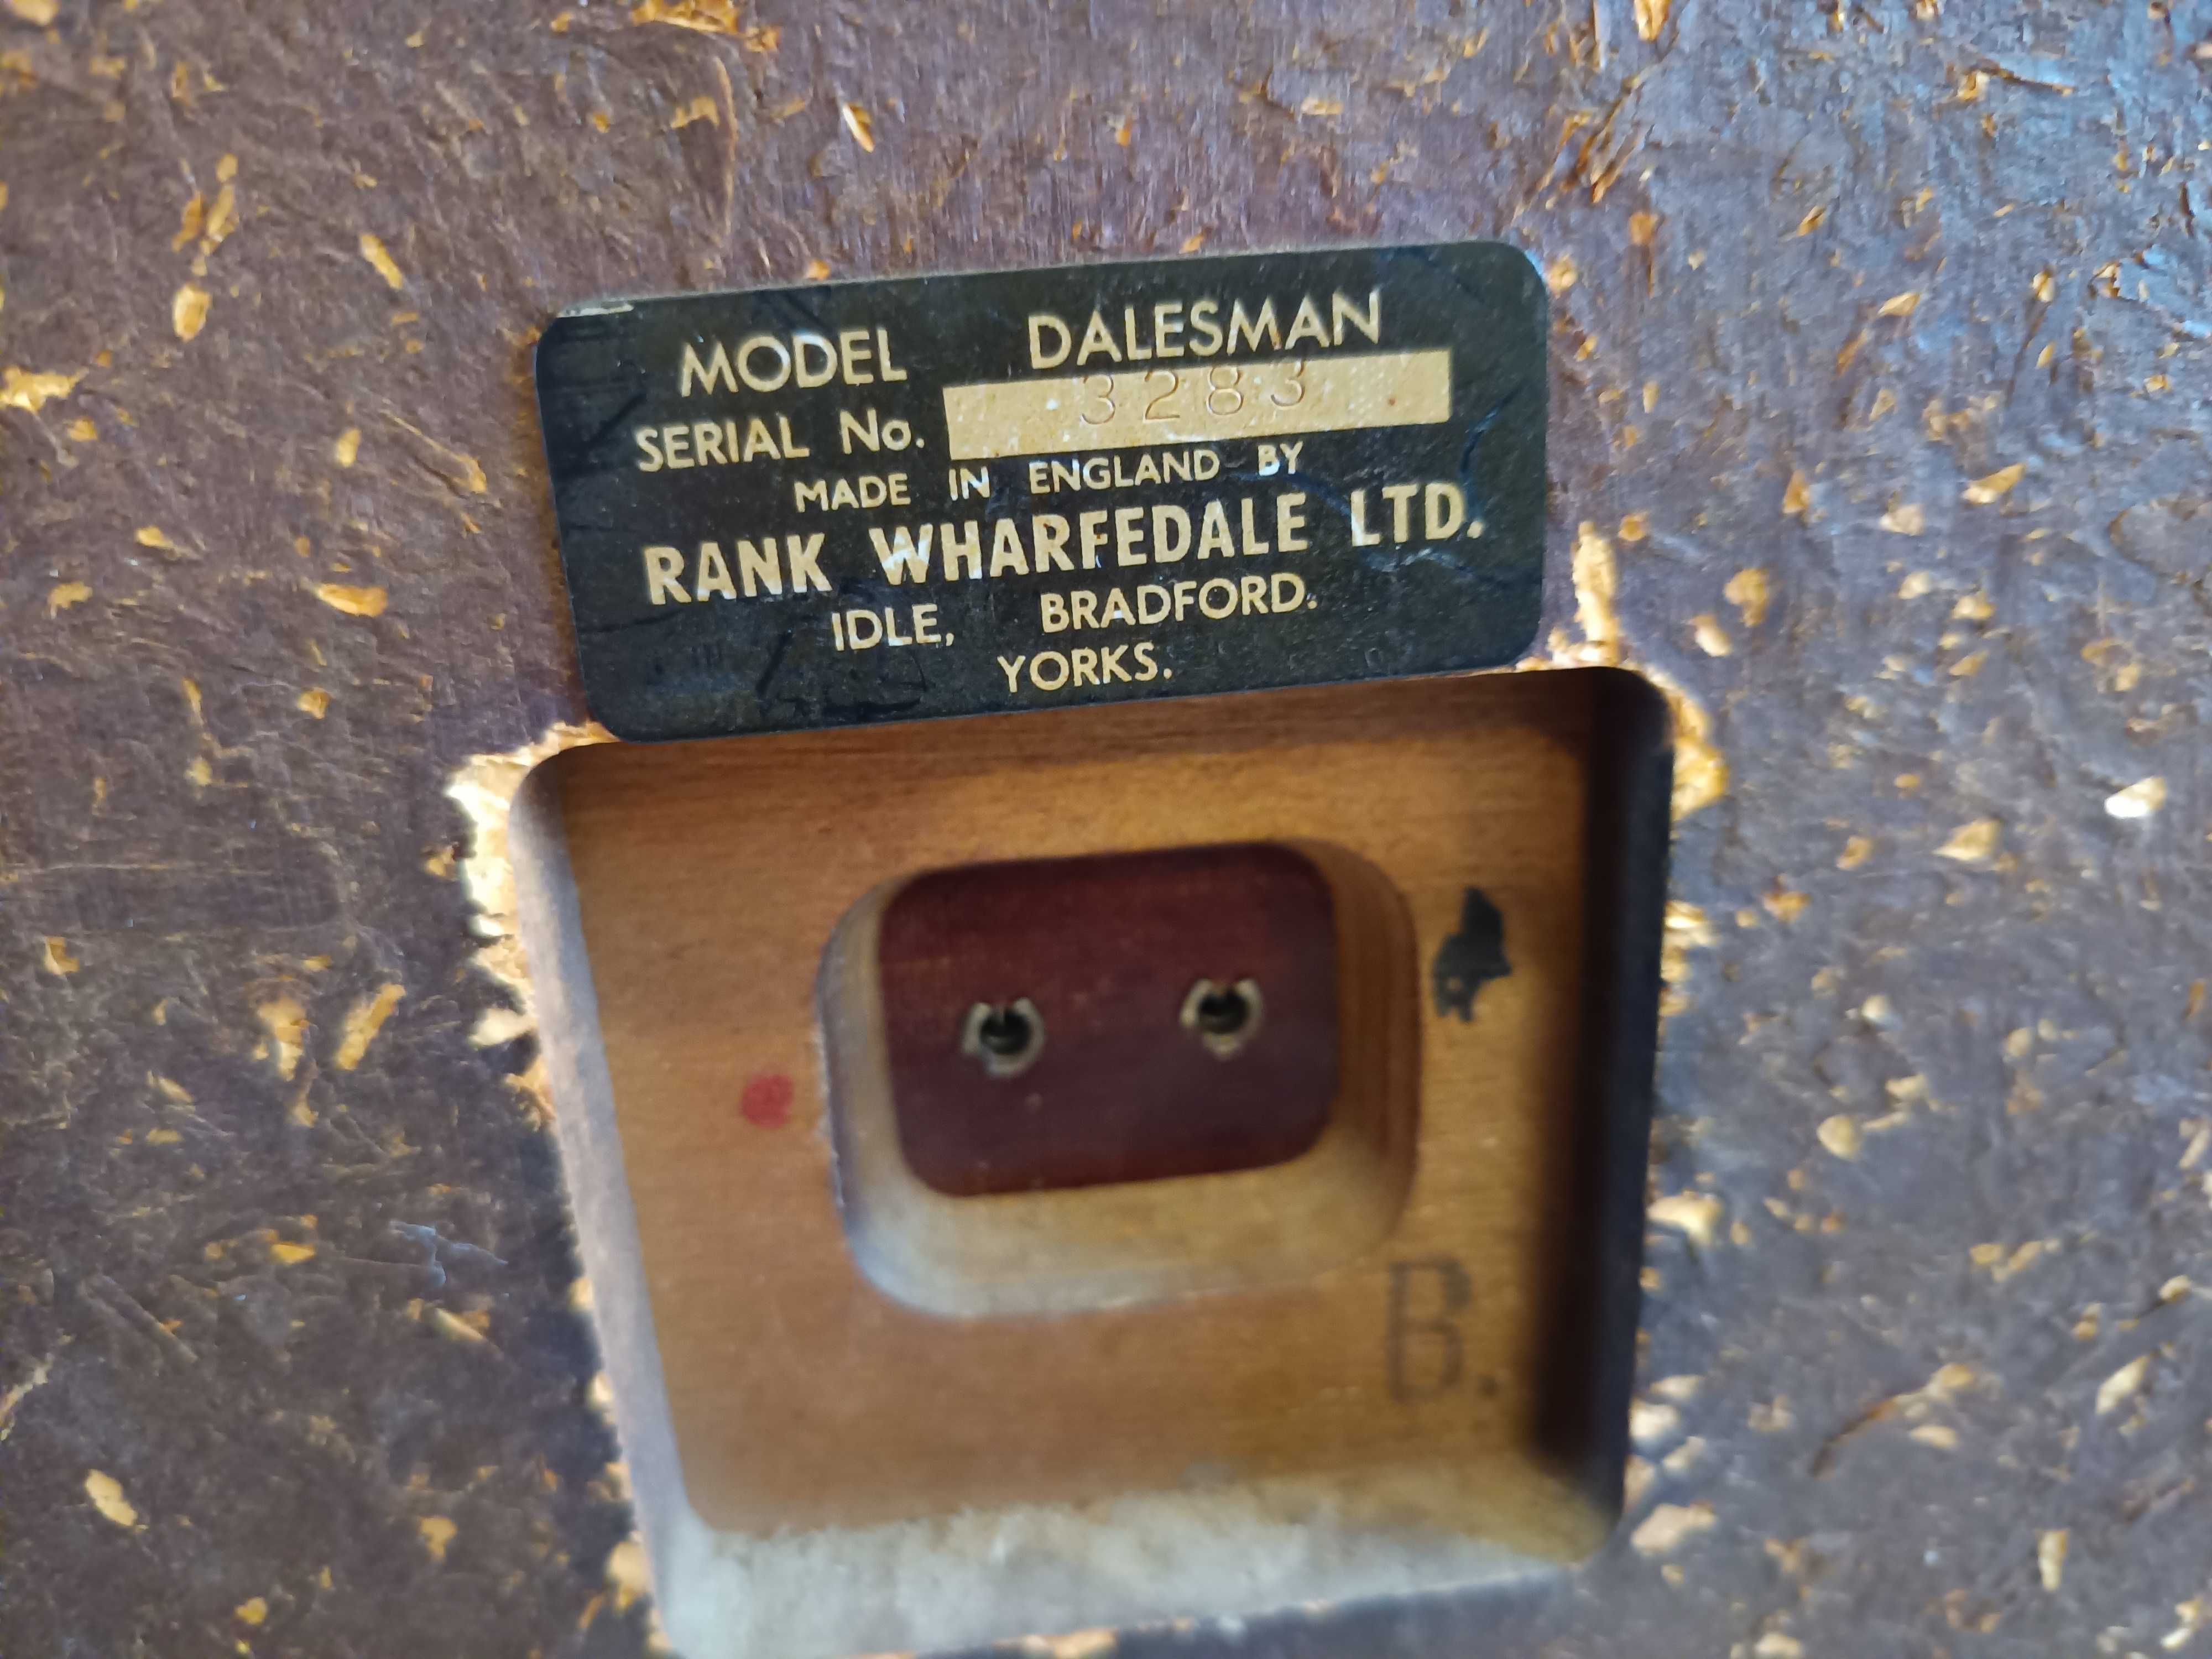 MODEL DALESMAN
SERIAL No. 3283
MADE IN ENGLAND BY
RANK WHARFEDALE LTD.
IDLE, BRADFORD.
YORKS.
B.